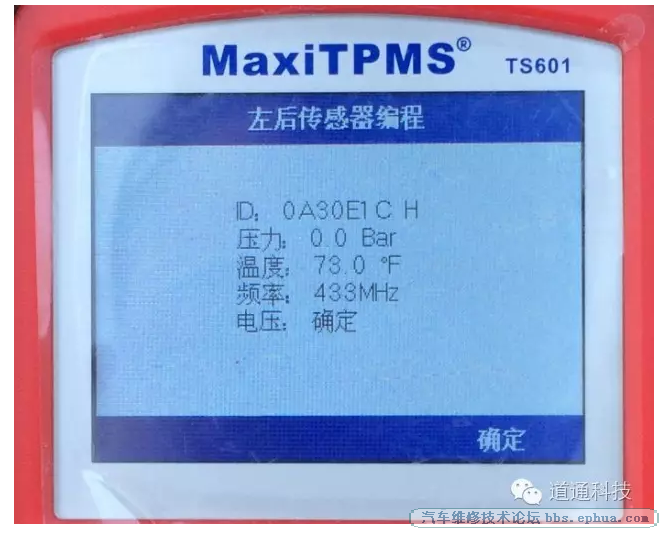 MaxiTPMS® TS601
左后传感器编程
ID: 0A30E1C H
压力: 0.0 Bar
温度: 73.0 °F
频率: 433MHz
电压: 确定
确定
道通科技
汽车维修技术论坛 bbs.ephua.com